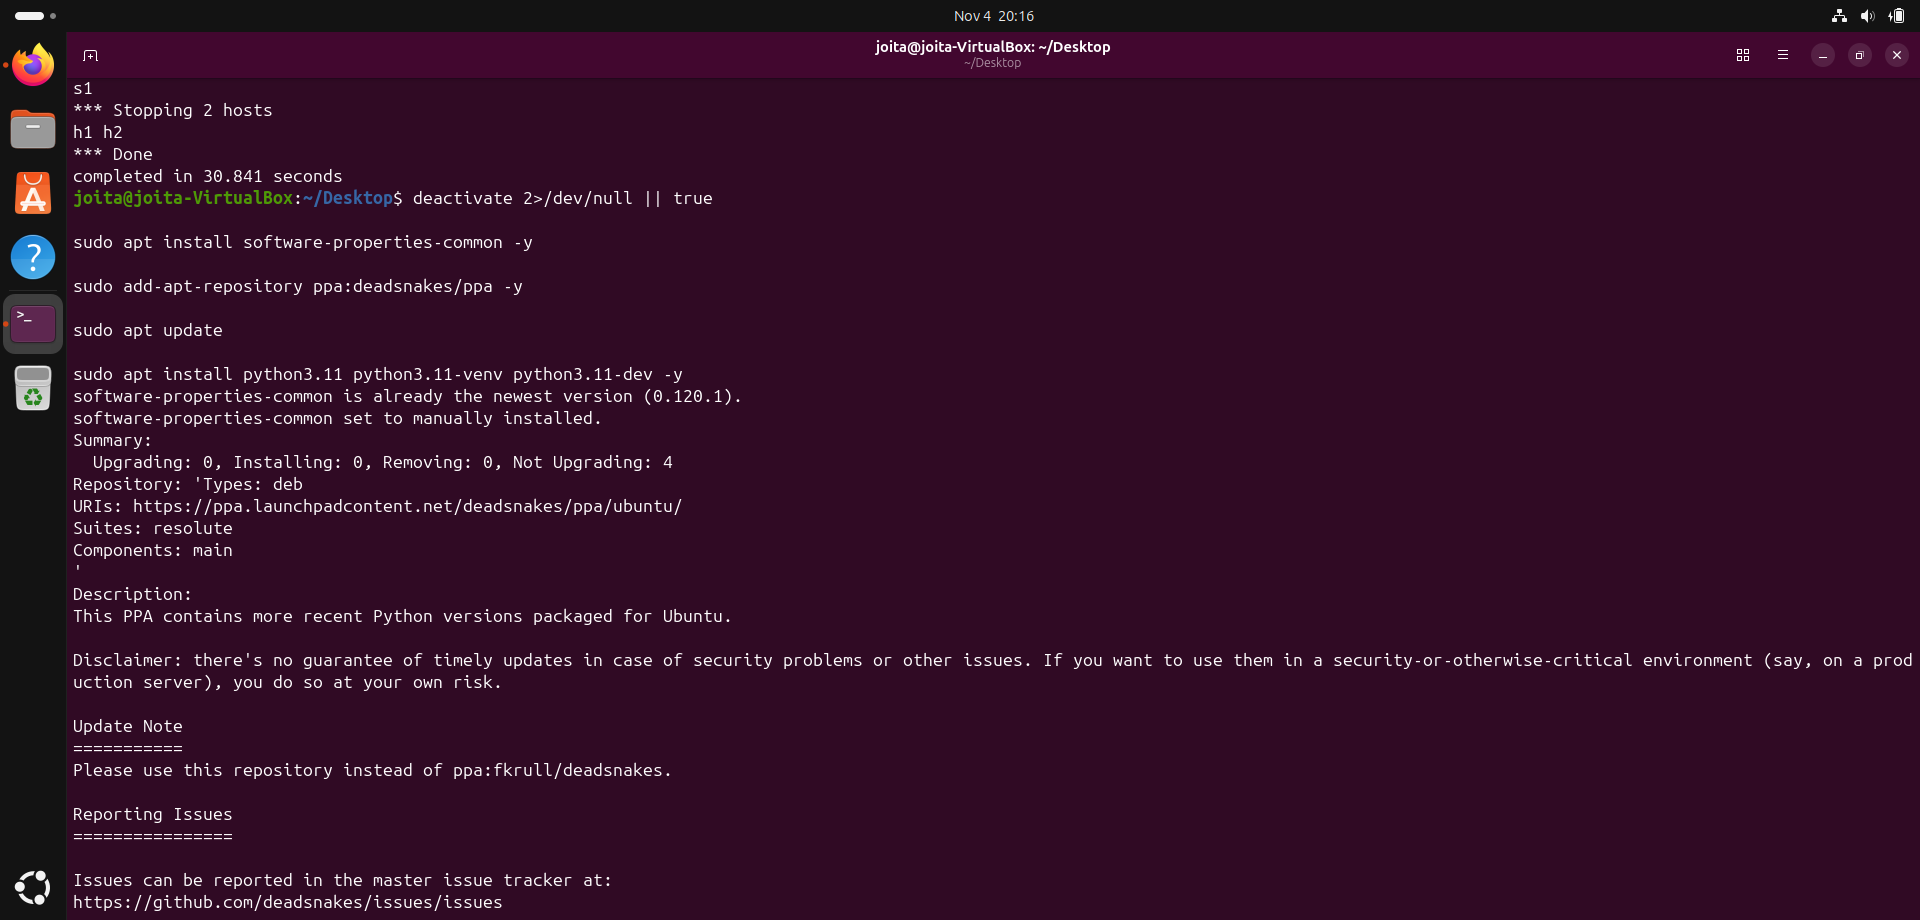 Nov 4 20:16
joita@joita-VirtualBox: ~/Desktop
~/Desktop
s1
*** Stopping 2 hosts
h1 h2
*** Done
completed in 30.841 seconds
joita@joita-VirtualBox:~/Desktop$ deactivate 2>/dev/null || true
sudo apt install software-properties-common -y
sudo add-apt-repository ppa:deadsnakes/ppa -y
sudo apt update
sudo apt install python3.11 python3.11-venv python3.11-dev -y
software-properties-common is already the newest version (0.120.1).
software-properties-common set to manually installed.
Summary:
  Upgrading: 0, Installing: 0, Removing: 0, Not Upgrading: 4
Repository: 'Types: deb
URIs: https://ppa.launchpadcontent.net/deadsnakes/ppa/ubuntu/
Suites: resolute
Components: main
'
Description:
This PPA contains more recent Python versions packaged for Ubuntu.
Disclaimer: there's no guarantee of timely updates in case of security problems or other issues. If you want to use them in a security-or-otherwise-critical environment (say, on a prod
uction server), you do so at your own risk.
Update Note
===========
Please use this repository instead of ppa:fkrull/deadsnakes.
Reporting Issues
================
Issues can be reported in the master issue tracker at:
https://github.com/deadsnakes/issues/issues